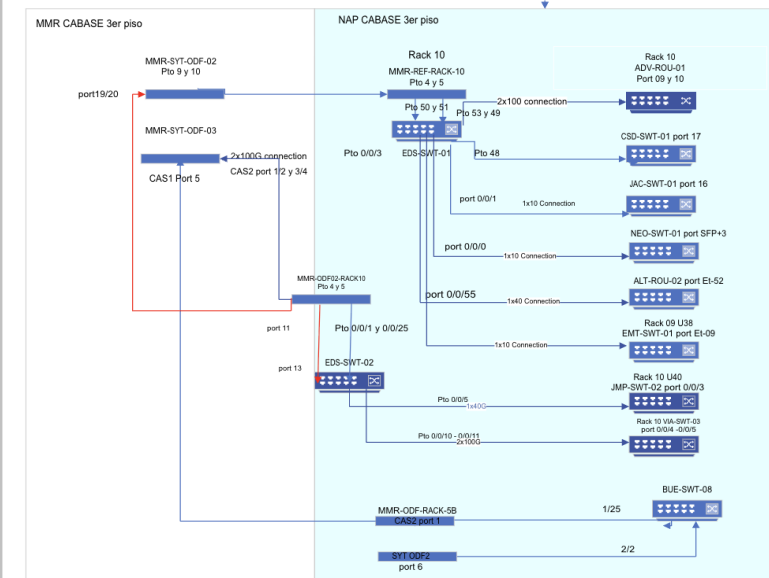 MMR CABASE 3er piso
NAP CABASE 3er piso
MMR-SYT-ODF-02
Pto 9 y 10
port19/20
Rack 10
MMR-REF-RACK-10
Pto 4 y 5
Pto 50 y 51
Pto 53 y 49
2x100 connection
Rack 10
ADV-ROU-01
Port 09 y 10
MMR-SYT-ODF-03
2x100G connection
CAS2 port 1/2 y 3/4
CAS1 Port 5
Pto 0/0/3
EDS-SWT-01
Pto 48
CSD-SWT-01 port 17
JAC-SWT-01 port 16
port 0/0/1
1x10 Connection
NEO-SWT-01 port SFP+3
port 0/0/0
1x10 Connection
MMR-ODF02-RACK10
Pto 4 y 5
port 0/0/55
1x40 Connection
ALT-ROU-02 port Et-52
port 11
Pto 0/0/1 y 0/0/25
1x10 Connection
Rack 09 U38
EMT-SWT-01 port Et-09
port 13
EDS-SWT-02
Rack 10 U40
JMP-SWT-02 port 0/0/3
Pto 0/0/5
1x40G
Rack 10 VIA-SWT-03
port 0/0/4 -0/0/5
Pto 0/0/10 - 0/0/11
2x100G
BUE-SWT-08
MMR-ODF-RACK-5B
CAS2 port 1
1/25
SYT ODF2
port 6
2/2